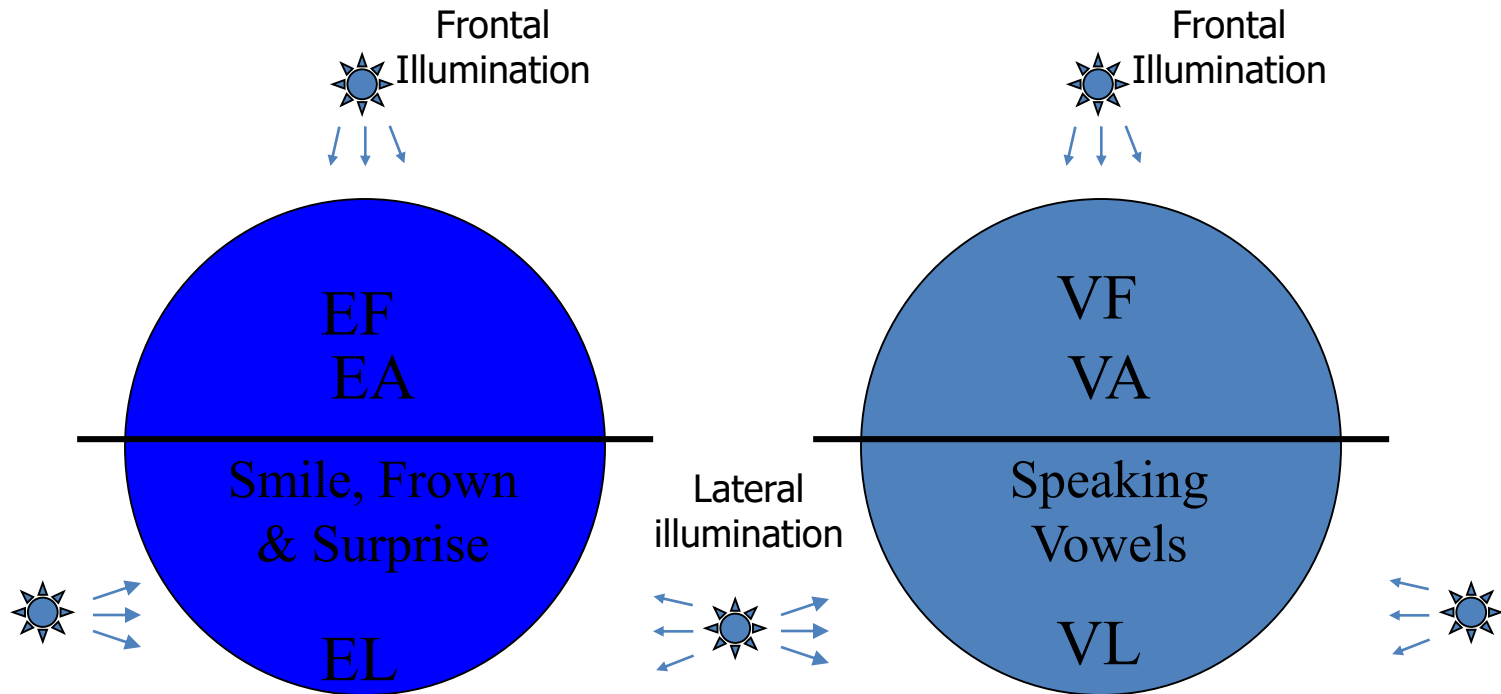 Frontal
Illumination
EF
EA
Smile, Frown
& Surprise
EL
Lateral
illumination
Frontal
Illumination
VF
VA
Speaking
Vowels
VL